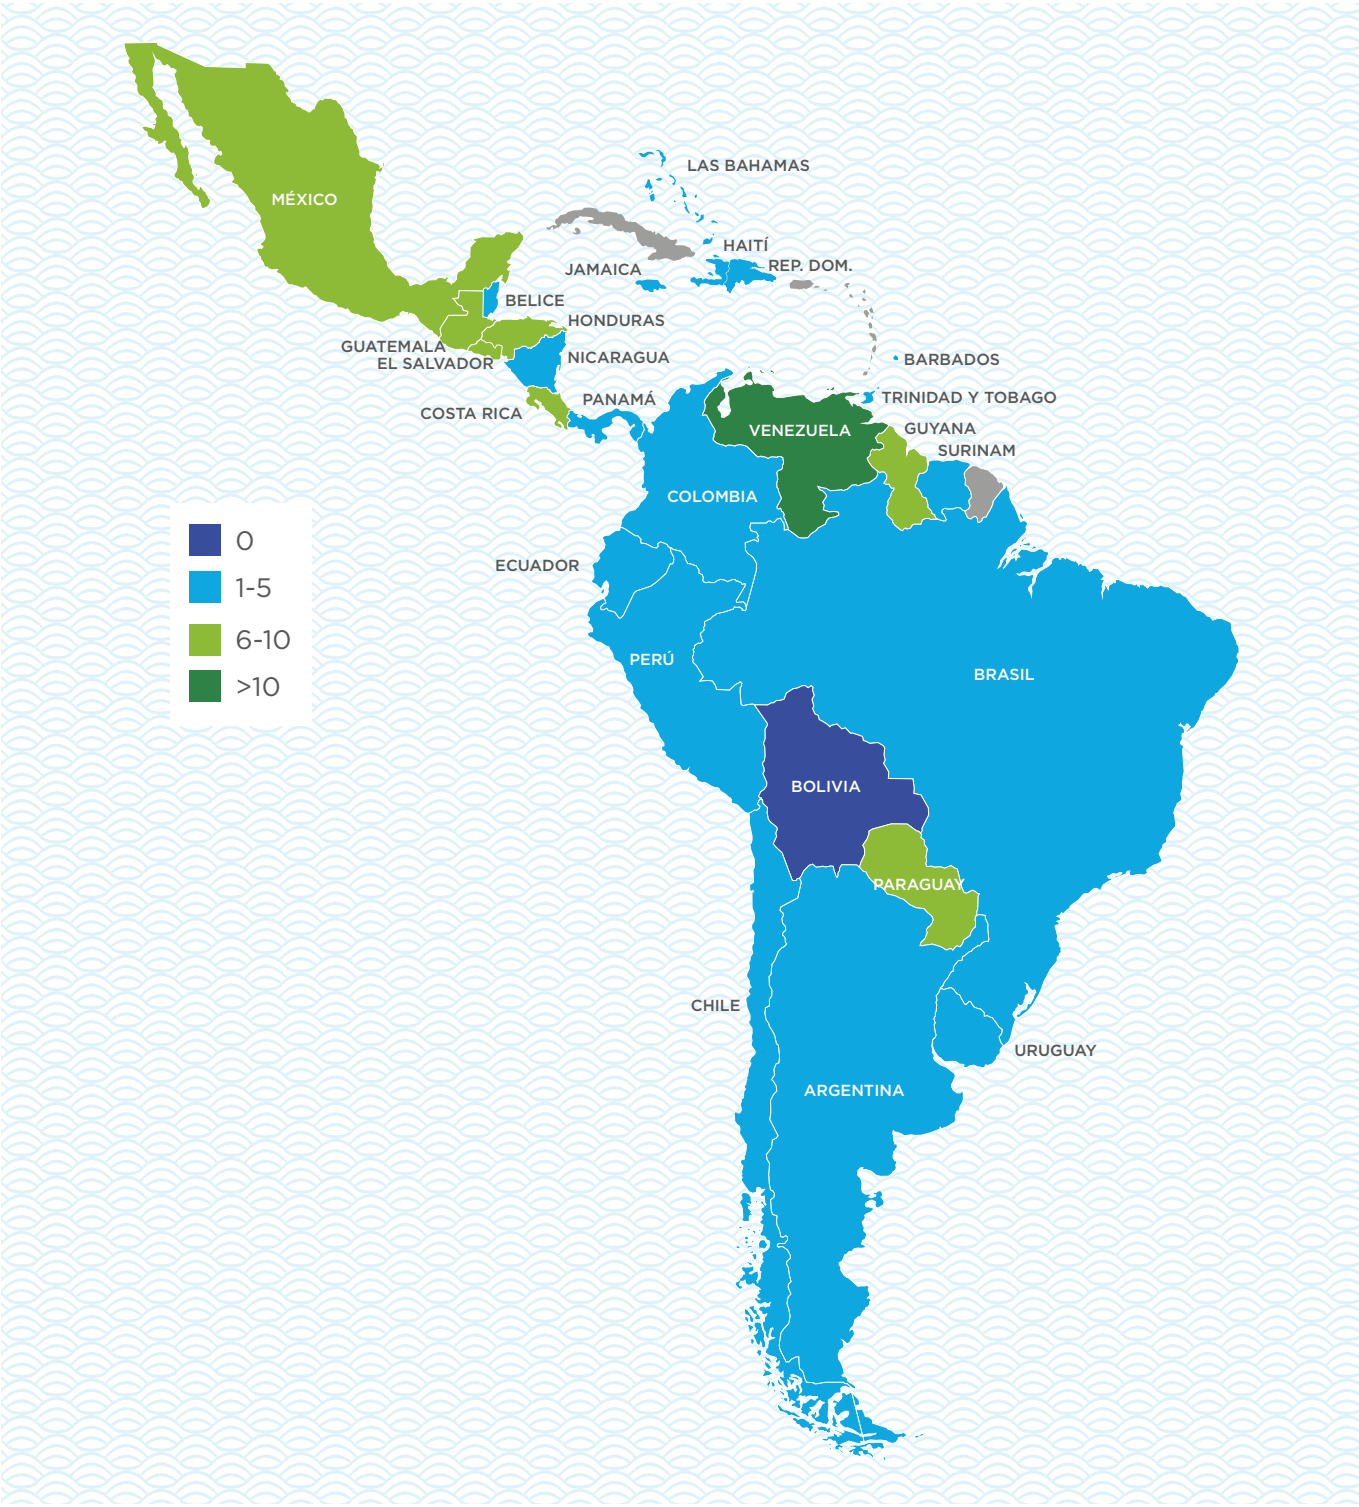 MÉXICO
LAS BAHAMAS
HAITÍ
REP. DOM.
JAMAICA
BELICE
HONDURAS
GUATEMALA
EL SALVADOR
NICARAGUA
BARBADOS
PANAMÁ
TRINIDAD Y TOBAGO
COSTA RICA
VENEZUELA
GUYANA
SURINAM
COLOMBIA
0
ECUADOR
1-5
6-10
PERÚ
BRASIL
>10
BOLIVIA
PARAGUAY
CHILE
URUGUAY
ARGENTINA